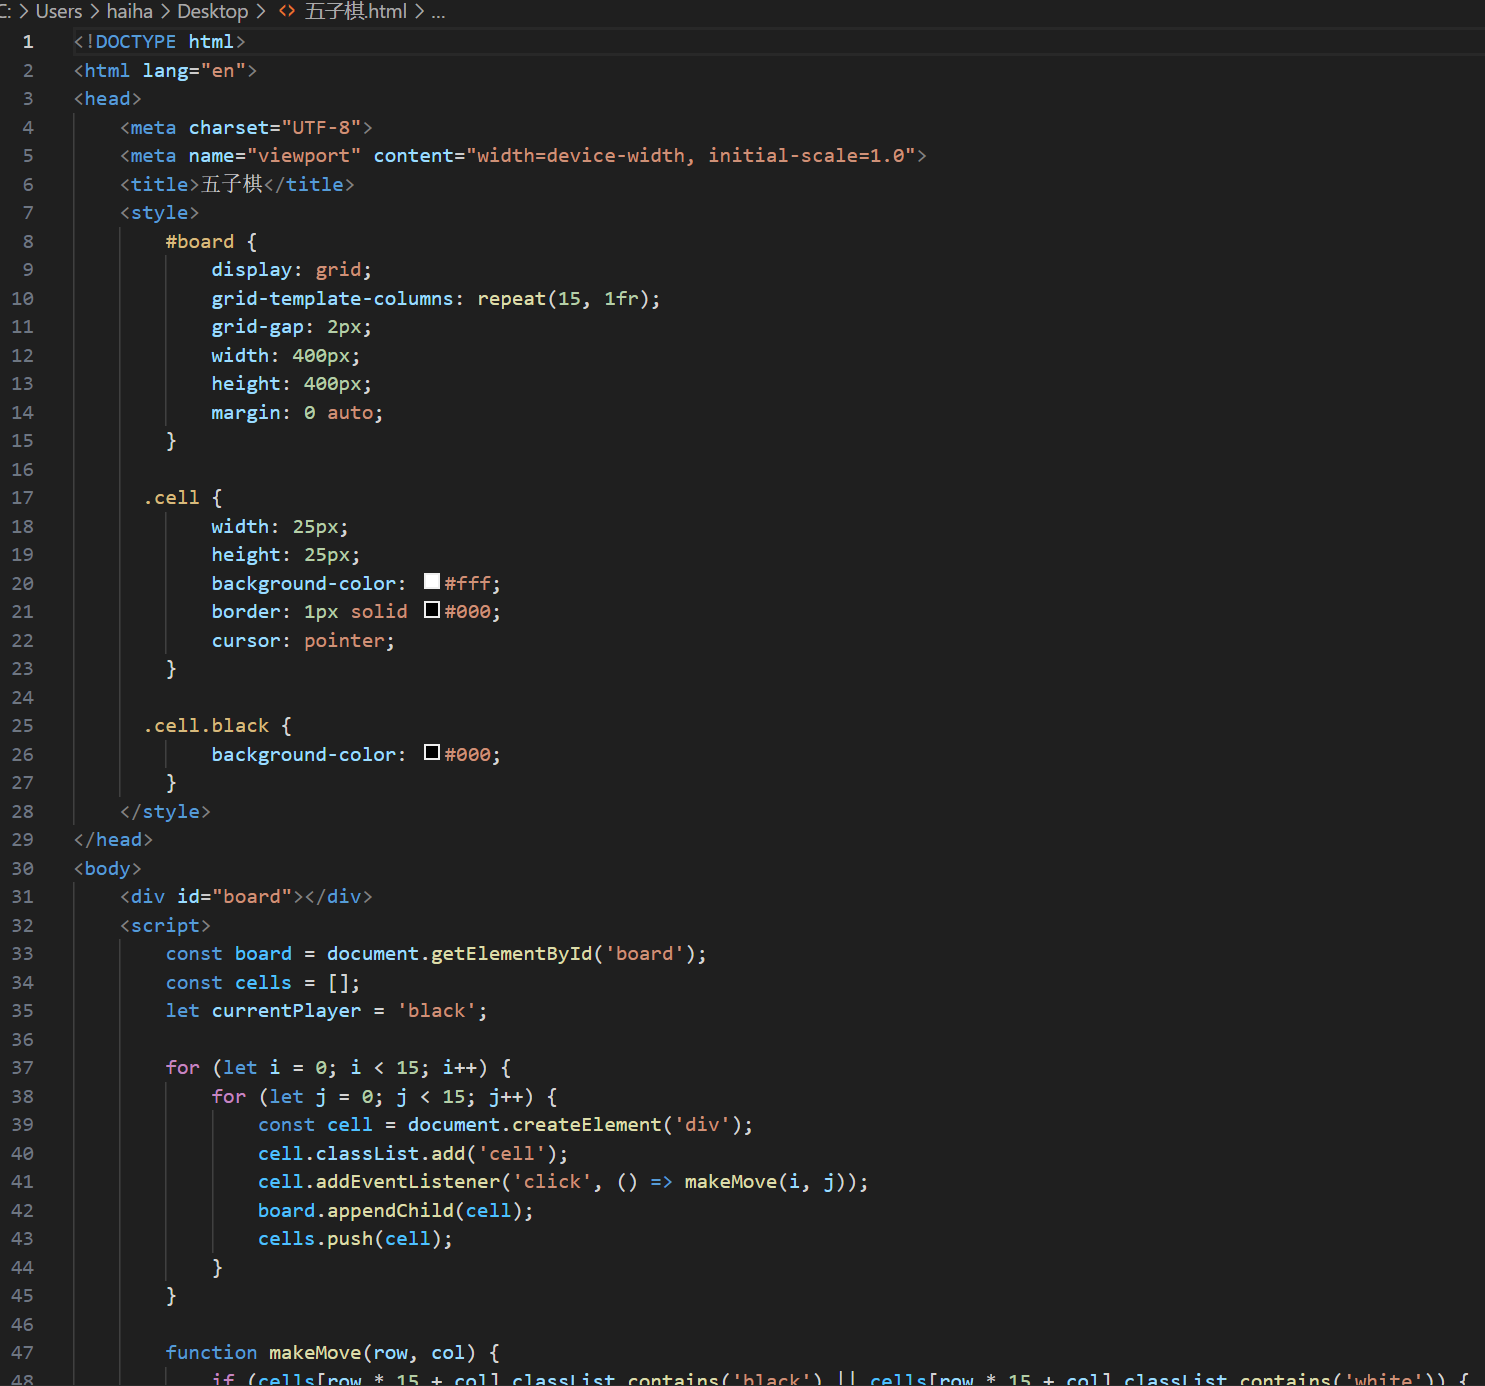 C: > Users > haiha > Desktop > <> 五子棋.html > ...
1 <!DOCTYPE html>
2 <html lang="en">
3 <head>
4     <meta charset="UTF-8">
5     <meta name="viewport" content="width=device-width, initial-scale=1.0">
6     <title>五子棋</title>
7     <style>
8         #board {
9             display: grid;
10             grid-template-columns: repeat(15, 1fr);
11             grid-gap: 2px;
12             width: 400px;
13             height: 400px;
14             margin: 0 auto;
15         }
16
17       .cell {
18             width: 25px;
19             height: 25px;
20             background-color: #fff;
21             border: 1px solid #000;
22             cursor: pointer;
23         }
24
25       .cell.black {
26             background-color: #000;
27         }
28     </style>
29 </head>
30 <body>
31     <div id="board"></div>
32     <script>
33         const board = document.getElementById('board');
34         const cells = [];
35         let currentPlayer = 'black';
36
37         for (let i = 0; i < 15; i++) {
38             for (let j = 0; j < 15; j++) {
39                 const cell = document.createElement('div');
40                 cell.classList.add('cell');
41                 cell.addEventListener('click', () => makeMove(i, j));
42                 board.appendChild(cell);
43                 cells.push(cell);
44             }
45         }
46
47         function makeMove(row, col) {
48             if (cells[row * 15 + col].classList.contains('black') || cells[row * 15 + col].classList.contains('white')) {